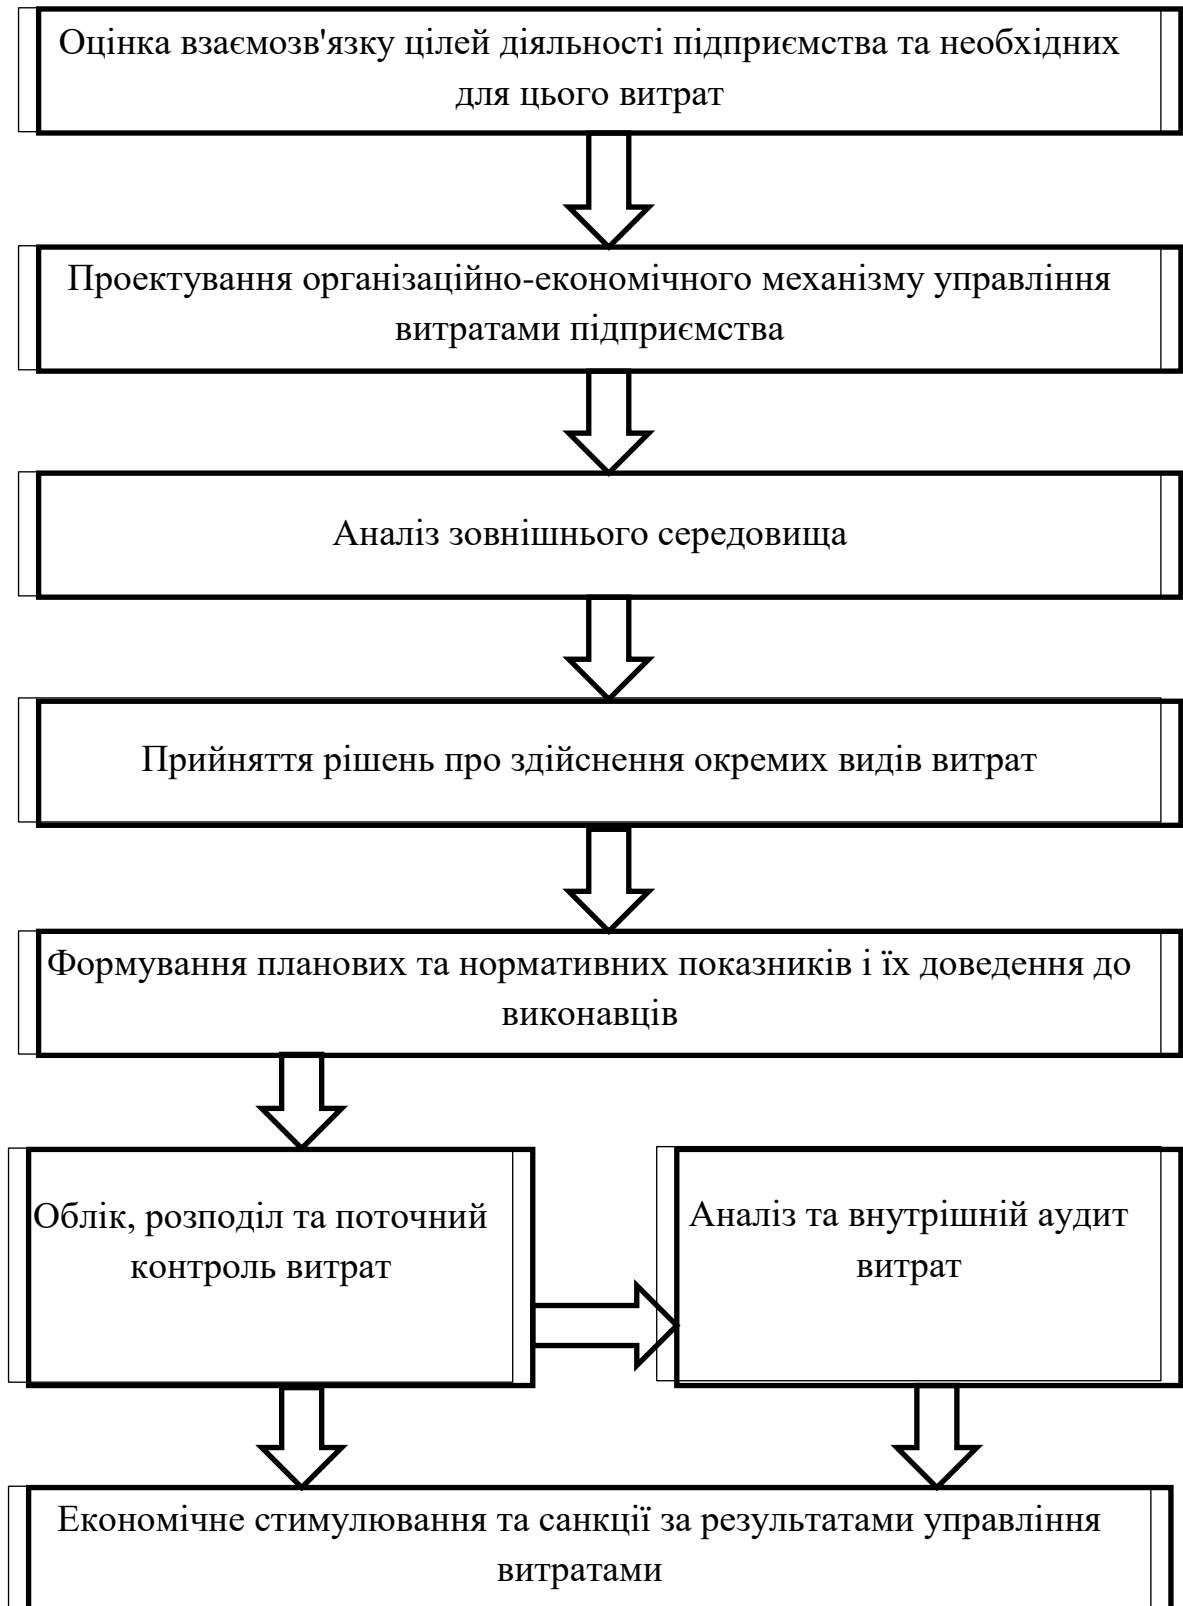 Оцінка взаємозв'язку цілей діяльності підприємства та необхідних
для цього витрат
Проектування організаційно-економічного механізму управління
витратами підприємства
Аналіз зовнішнього середовища
Прийняття рішень про здійснення окремих видів витрат
Формування планових та нормативних показників і їх доведення до
виконавців
Облік, розподіл та поточний
контроль витрат
Аналіз та внутрішній аудит
витрат
Економічне стимулювання та санкції за результатами управління
витратами